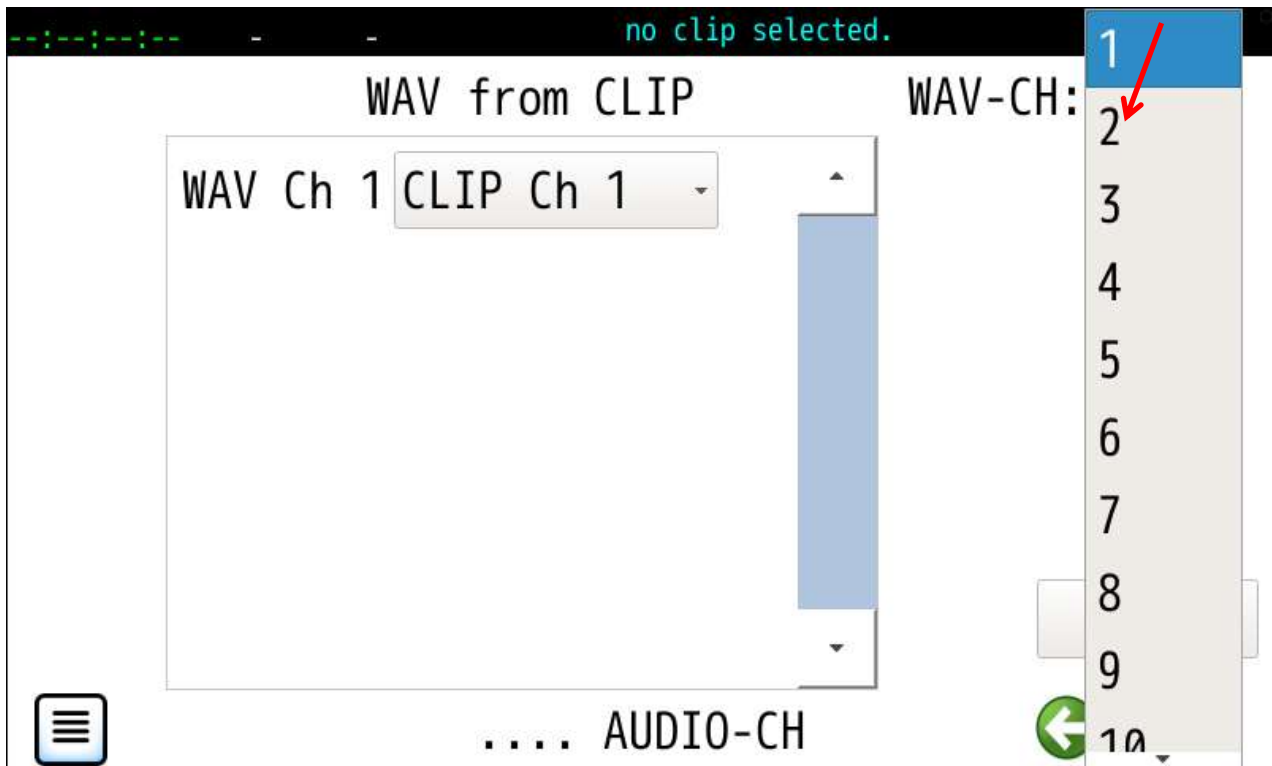 --:--:--:-- - - no clip selected.
WAV from CLIP
WAV-CH:
WAV Ch 1 CLIP Ch 1
1
2
3
4
5
6
7
8
9
10
.... AUDIO-CH